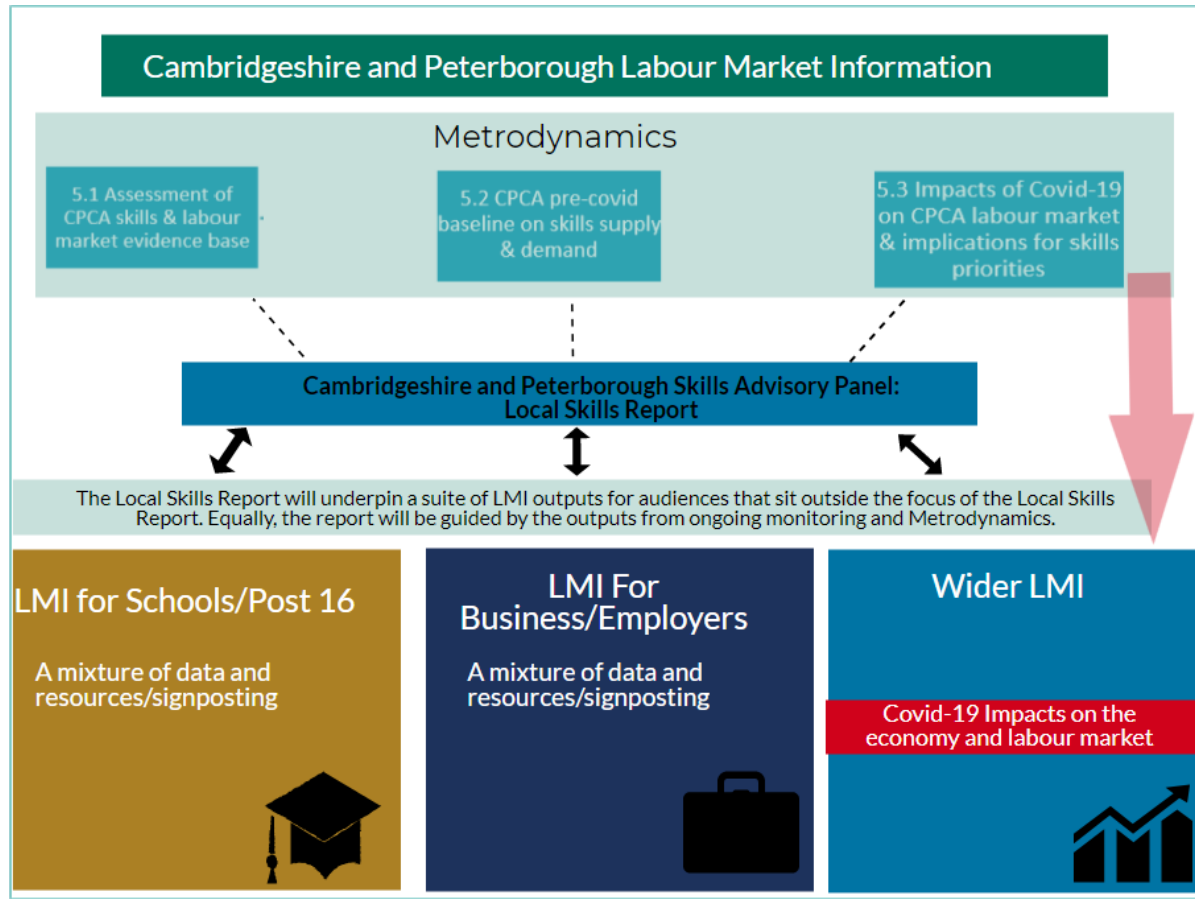 Cambridgeshire and Peterborough Labour Market Information
Metrodynamics
5.1 Assessment of
CPCA skills & labour
market evidence base
5.2 CPCA pre-covid
baseline on skills supply
& demand
5.3 Impacts of Covid-19
on CPCA labour market
& implications for skills
priorities
Cambridgeshire and Peterborough Skills Advisory Panel:
Local Skills Report
The Local Skills Report will underpin a suite of LMI outputs for audiences that sit outside the focus of the Local Skills
Report. Equally, the report will be guided by the outputs from ongoing monitoring and Metrodynamics.
LMI for Schools/Post 16
A mixture of data and
resources/signposting
LMI For
Business/Employers
A mixture of data and
resources/signposting
Wider LMI
Covid-19 Impacts on the
economy and labour market